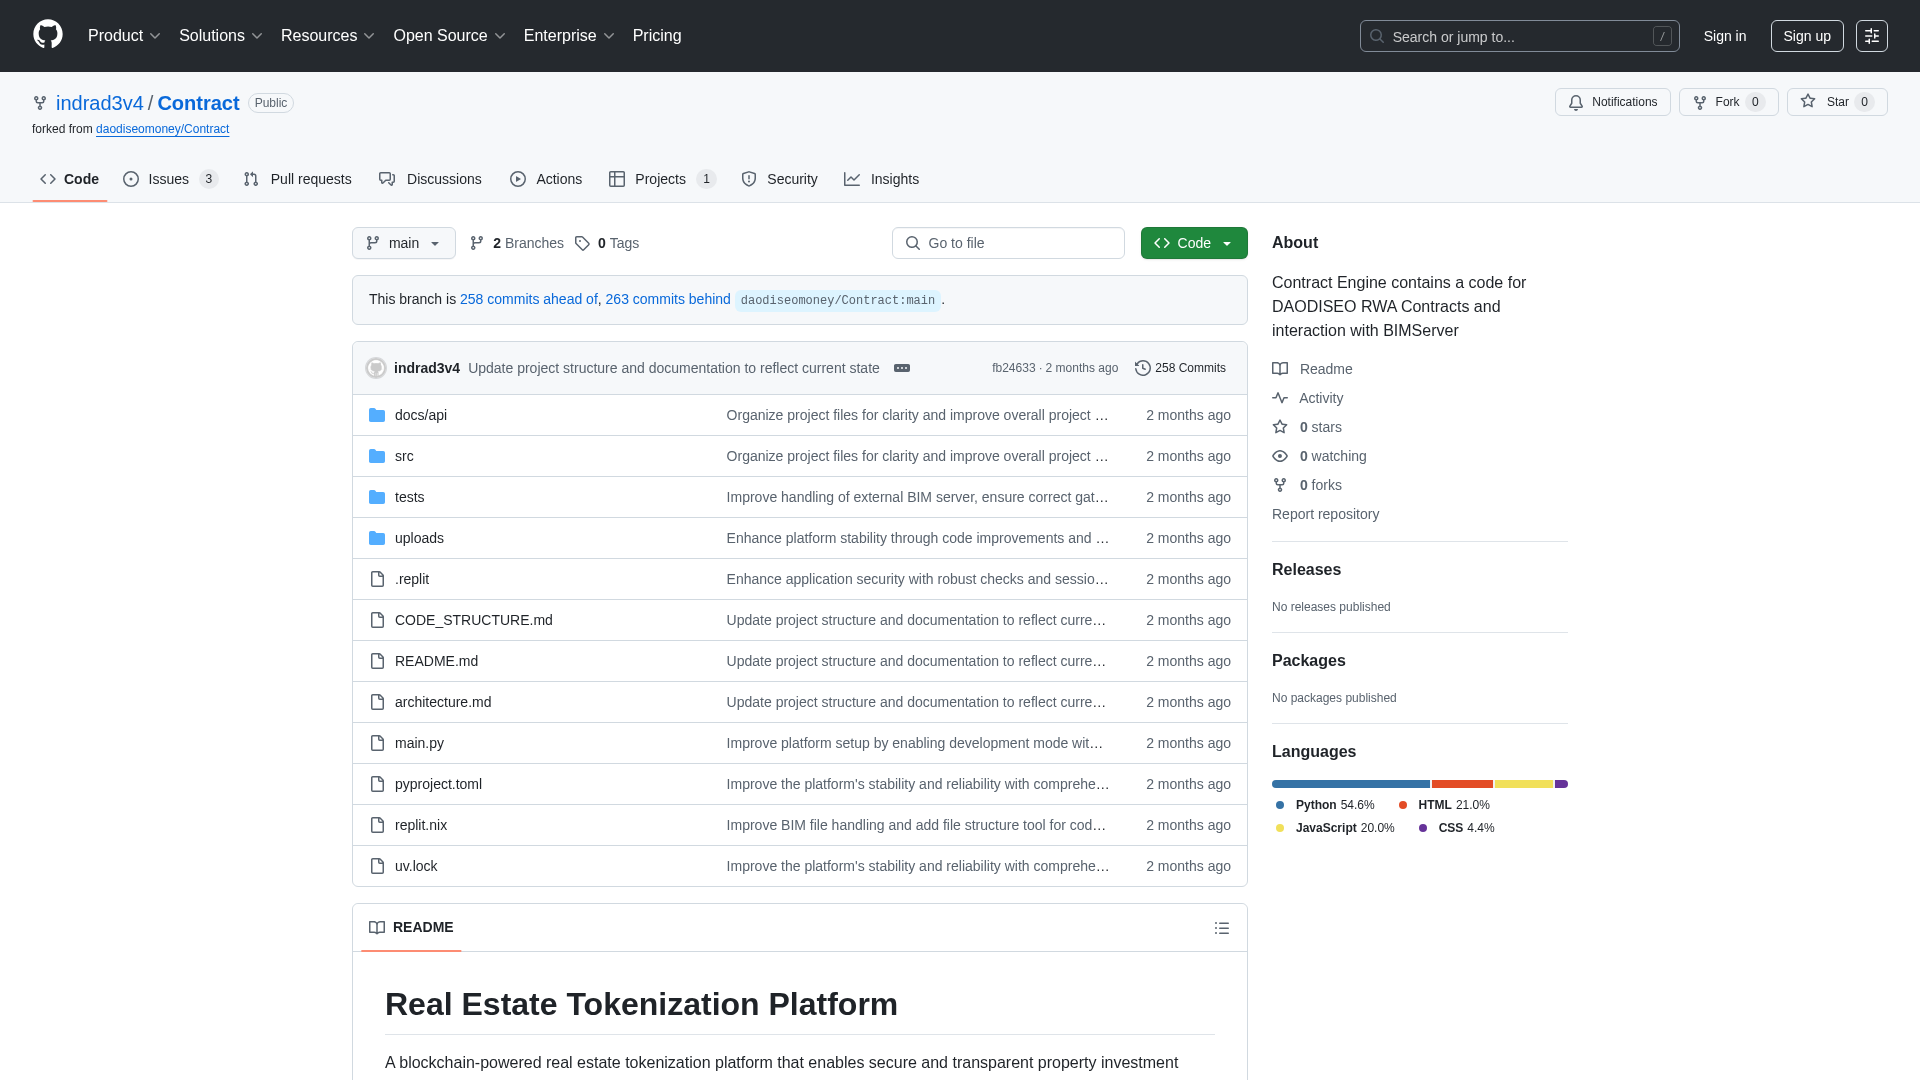 Product Solutions Resources Open Source Enterprise Pricing Search or jump to... / Sign in Sign up
indrad3v4 / Contract Public Notifications Fork 0 Star 0
forked from daodiseomoney/Contract
Code Issues 3 Pull requests Discussions Actions Projects 1 Security Insights
main 2 Branches 0 Tags Go to file Code
This branch is 258 commits ahead of, 263 commits behind daodiseomoney/Contract:main.
indrad3v4 Update project structure and documentation to reflect current state fb24633 · 2 months ago 258 Commits
docs/api Organize project files for clarity and improve overall project … 2 months ago
src Organize project files for clarity and improve overall project … 2 months ago
tests Improve handling of external BIM server, ensure correct gat… 2 months ago
uploads Enhance platform stability through code improvements and … 2 months ago
.replit Enhance application security with robust checks and sessio… 2 months ago
CODE_STRUCTURE.md Update project structure and documentation to reflect curre… 2 months ago
README.md Update project structure and documentation to reflect curre… 2 months ago
architecture.md Update project structure and documentation to reflect curre… 2 months ago
main.py Improve platform setup by enabling development mode wit… 2 months ago
pyproject.toml Improve the platform's stability and reliability with comprehe… 2 months ago
replit.nix Improve BIM file handling and add file structure tool for cod… 2 months ago
uv.lock Improve the platform's stability and reliability with comprehe… 2 months ago
README
Real Estate Tokenization Platform
A blockchain-powered real estate tokenization platform that enables secure and transparent property investment
About
Contract Engine contains a code for
DAODISEO RWA Contracts and
interaction with BIMServer
Readme
Activity
0 stars
0 watching
0 forks
Report repository
Releases
No releases published
Packages
No packages published
Languages
Python 54.6% HTML 21.0%
JavaScript 20.0% CSS 4.4%